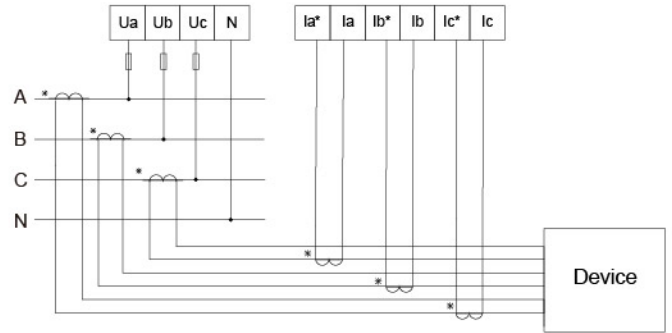 Ua Ub Uc N Ia* Ia Ib* Ib Ic* Ic
A *
B *
C *
N
*
*
*
Device